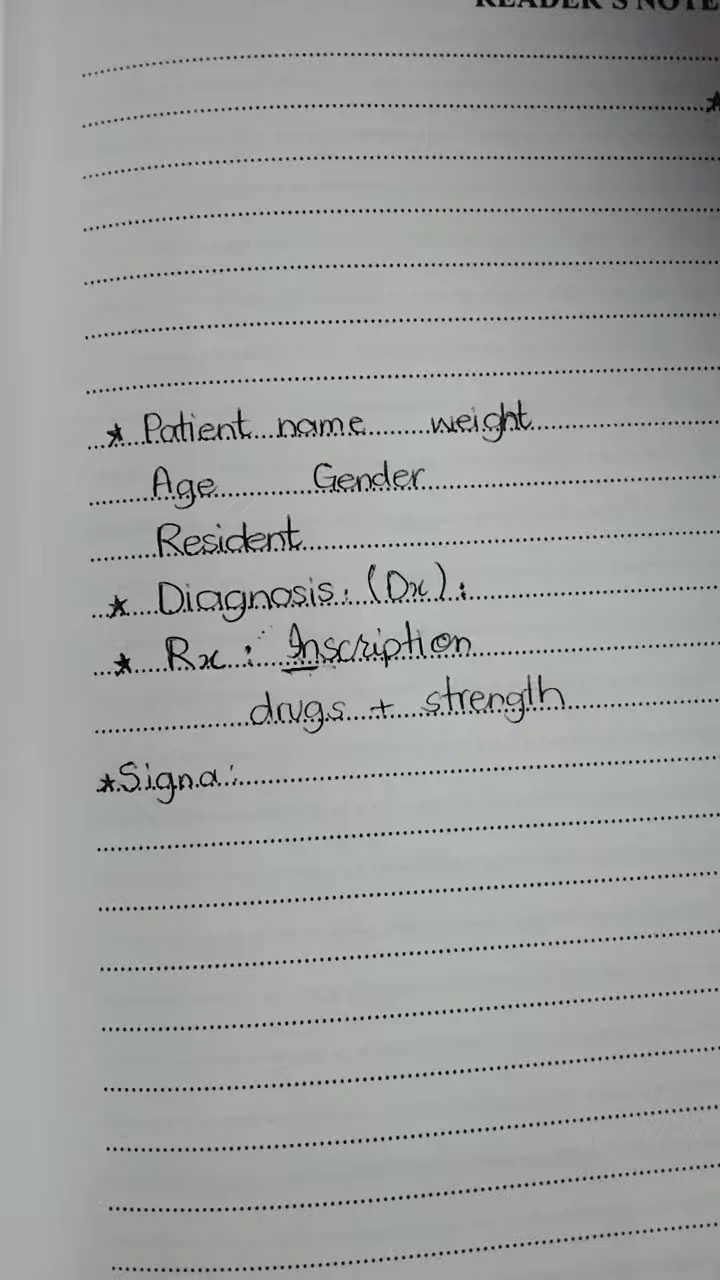 READER'S NOTE
* Patient name weight
Age Gender
Resident
* Diagnosis: (Dx):
* Rx: Inscription
drugs + strength
* Signa: